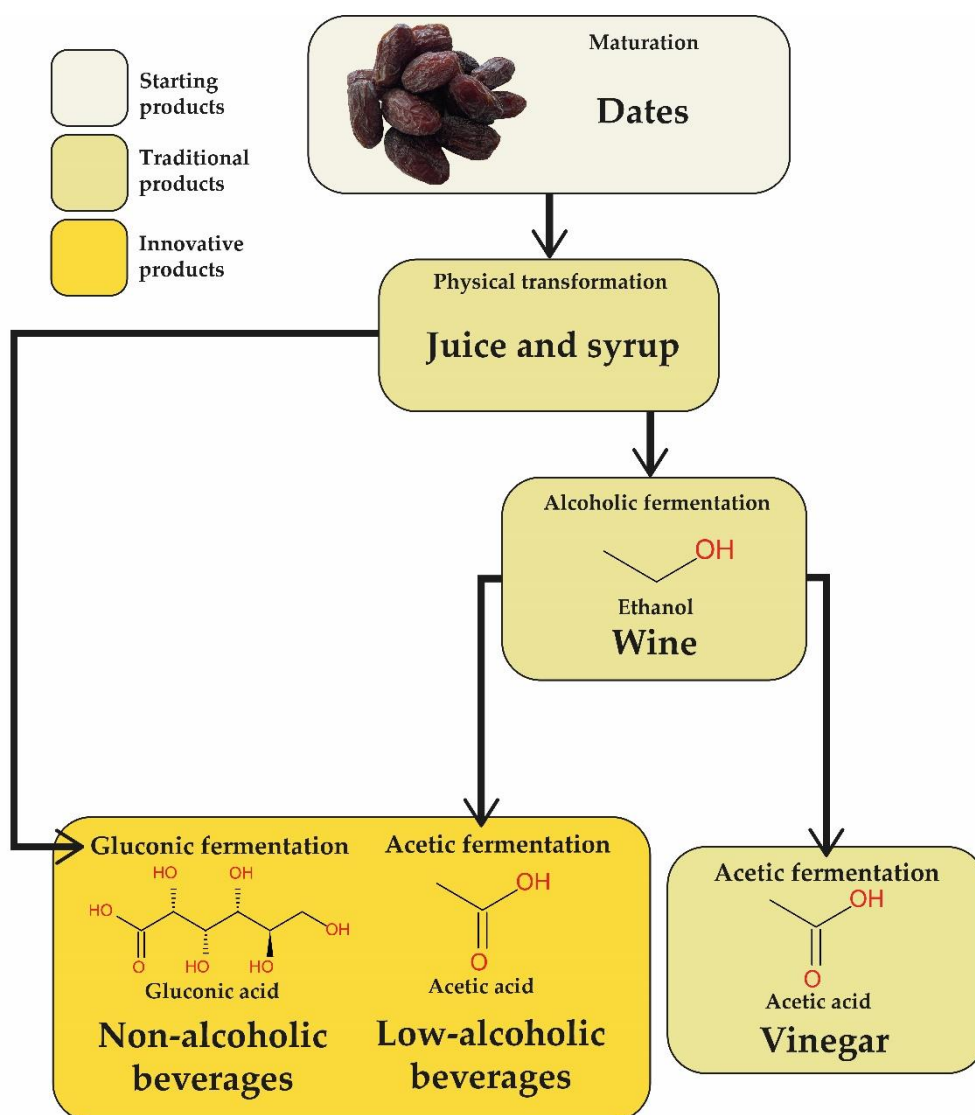 Starting
products
Traditional
products
Innovative
products
Maturation
Dates
Physical transformation
Juice and syrup
Alcoholic fermentation
OH
Ethanol
Wine
Gluconic fermentation
HO
OH
HO
OH
O
HO
HO
Gluconic acid
Non-alcoholic
beverages
Acetic fermentation
OH
O
Acetic acid
Low-alcoholic
beverages
Acetic fermentation
OH
O
Acetic acid
Vinegar